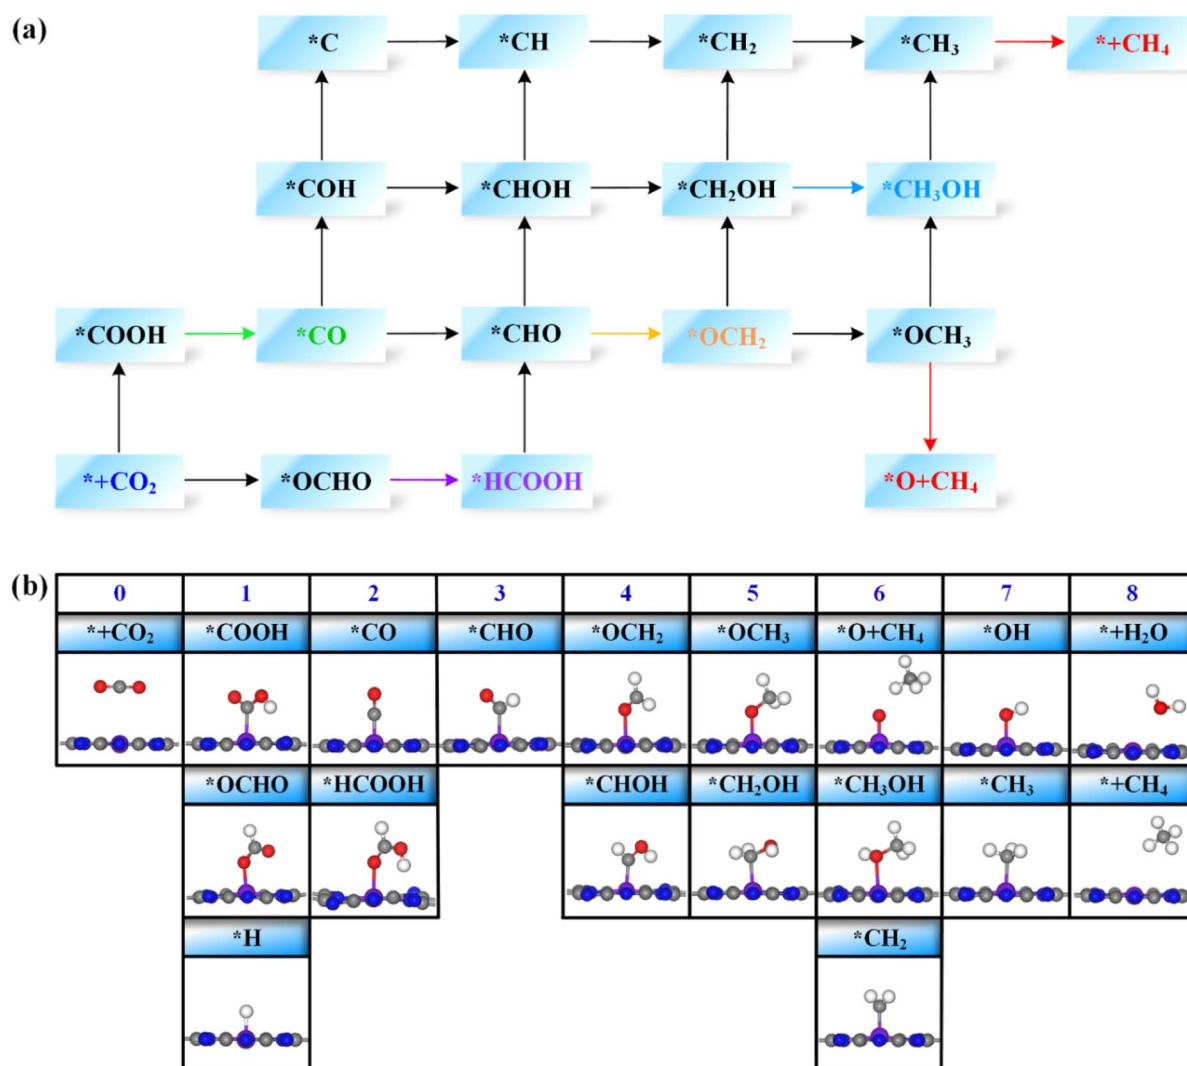 (a)
*C *CH *CH₂ *CH₃ *+CH₄
*COH *CHOH *CH₂OH *CH₃OH
*COOH *CO *CHO *OCH₂ *OCH₃
*+CO₂ *OCHO *HCOOH *O+CH₄
(b)
0 1 2 3 4 5 6 7 8
*+CO₂ *COOH *CO *CHO *OCH₂ *OCH₃ *O+CH₄ *OH *+H₂O
*OCHO *HCOOH *CHOH *CH₂OH *CH₃OH *CH₃ *+CH₄
*H *CH₂